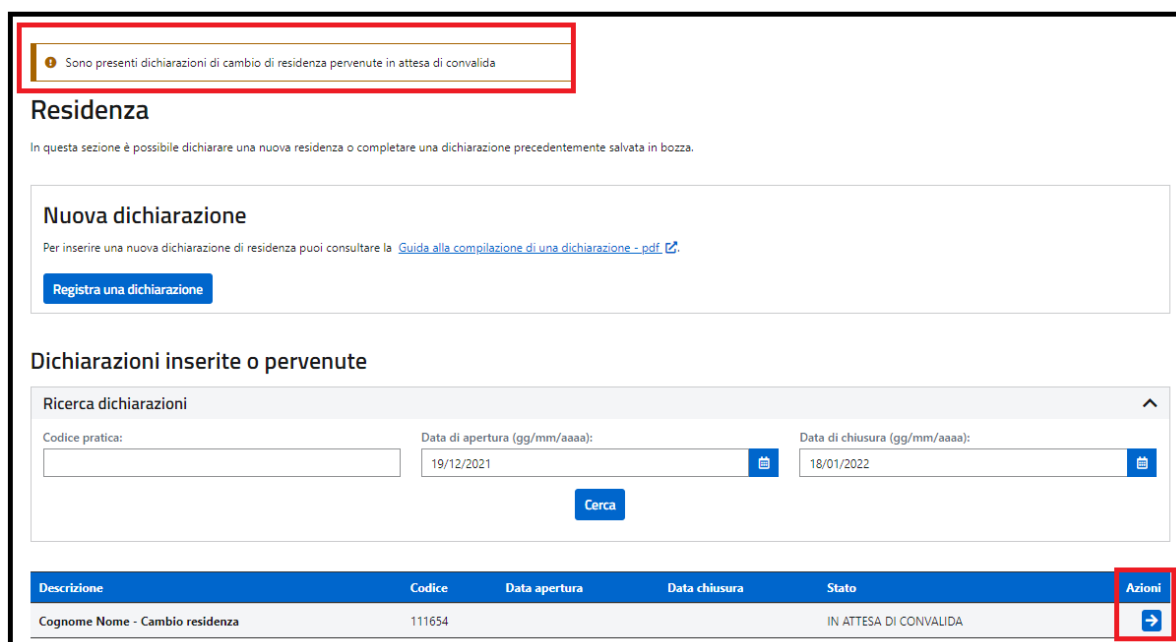 Sono presenti dichiarazioni di cambio di residenza pervenute in attesa di convalida
Residenza
In questa sezione è possibile dichiarare una nuova residenza o completare una dichiarazione precedentemente salvata in bozza.
Nuova dichiarazione
Per inserire una nuova dichiarazione di residenza puoi consultare la Guida alla compilazione di una dichiarazione - pdf.
Registra una dichiarazione
Dichiarazioni inserite o pervenute
Ricerca dichiarazioni
Codice pratica: Data di apertura (gg/mm/aaaa): Data di chiusura (gg/mm/aaaa):
19/12/2021 18/01/2022
Cerca
Descrizione Codice Data apertura Data chiusura Stato Azioni
Cognome Nome - Cambio residenza 111654 IN ATTESA DI CONVALIDA